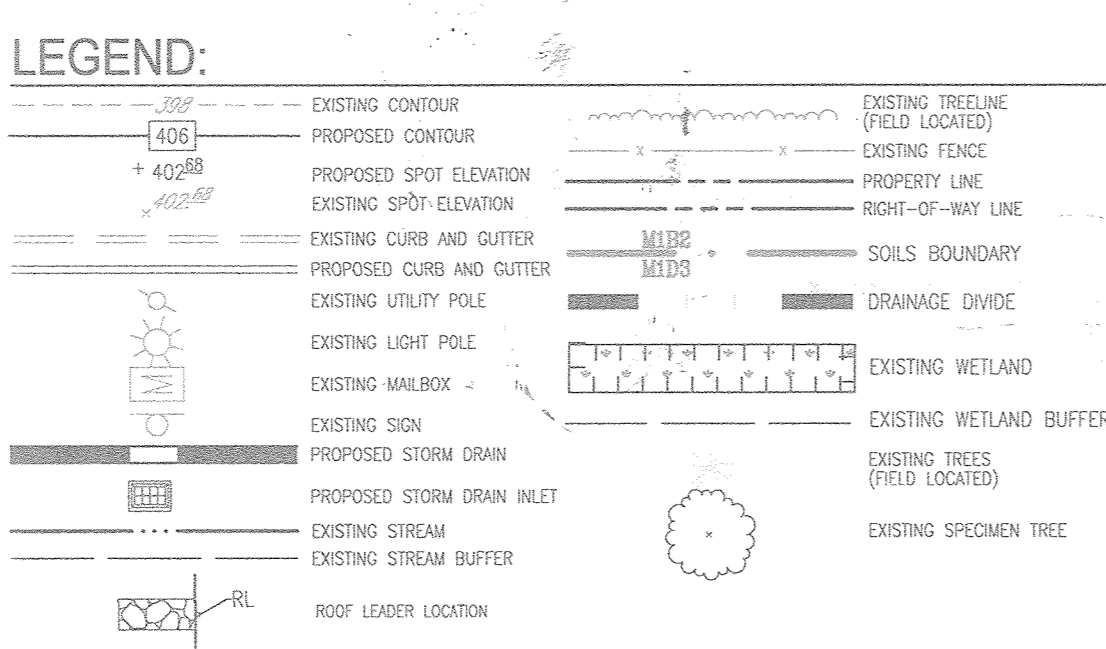 LEGEND:
398 EXISTING CONTOUR
406 PROPOSED CONTOUR
+ 402.68 PROPOSED SPOT ELEVATION
x 402.68 EXISTING SPOT ELEVATION
EXISTING CURB AND GUTTER
PROPOSED CURB AND GUTTER
EXISTING UTILITY POLE
EXISTING LIGHT POLE
M EXISTING MAILBOX
EXISTING SIGN
PROPOSED STORM DRAIN
PROPOSED STORM DRAIN INLET
EXISTING STREAM
EXISTING STREAM BUFFER
RL
ROOF LEADER LOCATION
EXISTING TREELINE
(FIELD LOCATED)
x x EXISTING FENCE
PROPERTY LINE
RIGHT-OF-WAY LINE
M1B2
M1D3
SOILS BOUNDARY
DRAINAGE DIVIDE
EXISTING WETLAND
EXISTING WETLAND BUFFER
EXISTING TREES
(FIELD LOCATED)
EXISTING SPECIMEN TREE